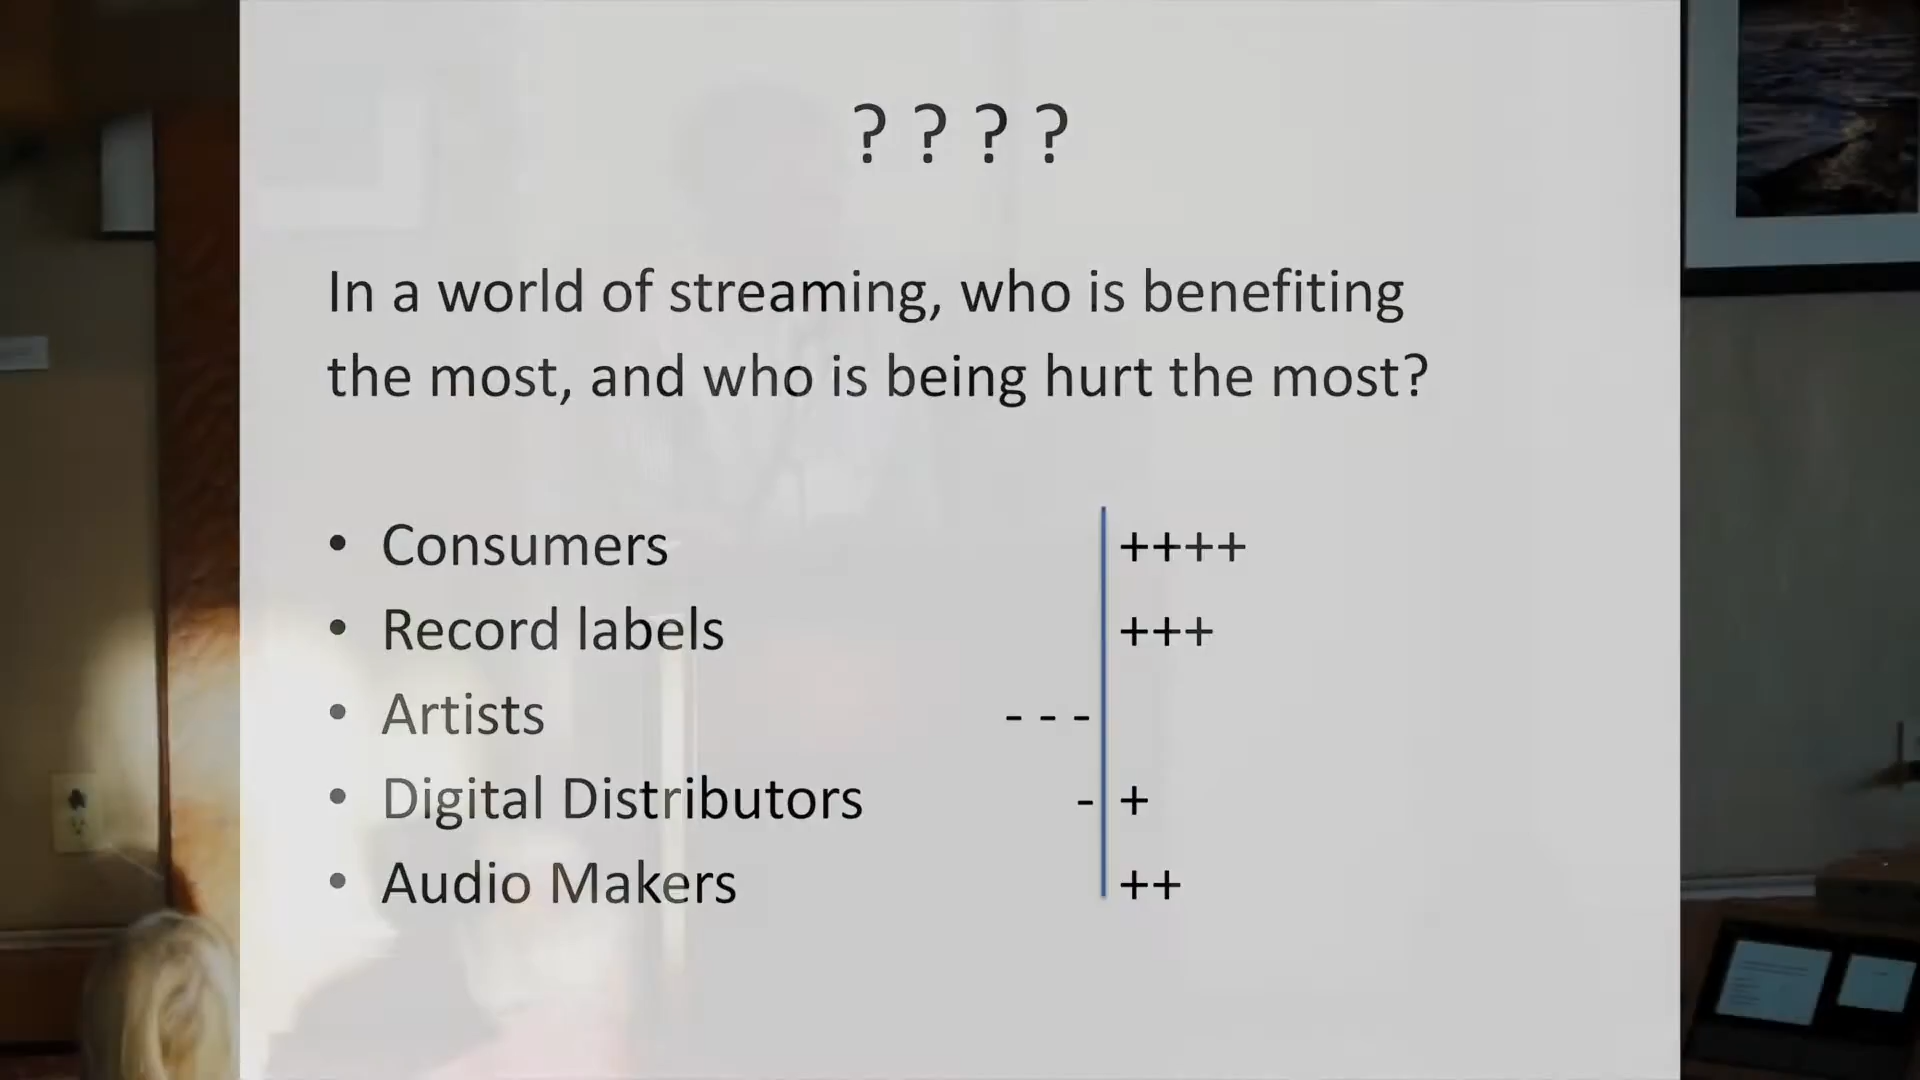 ? ? ? ?
In a world of streaming, who is benefiting
the most, and who is being hurt the most?
• Consumers ++++
• Record labels +++
• Artists - - -
• Digital Distributors - +
• Audio Makers ++